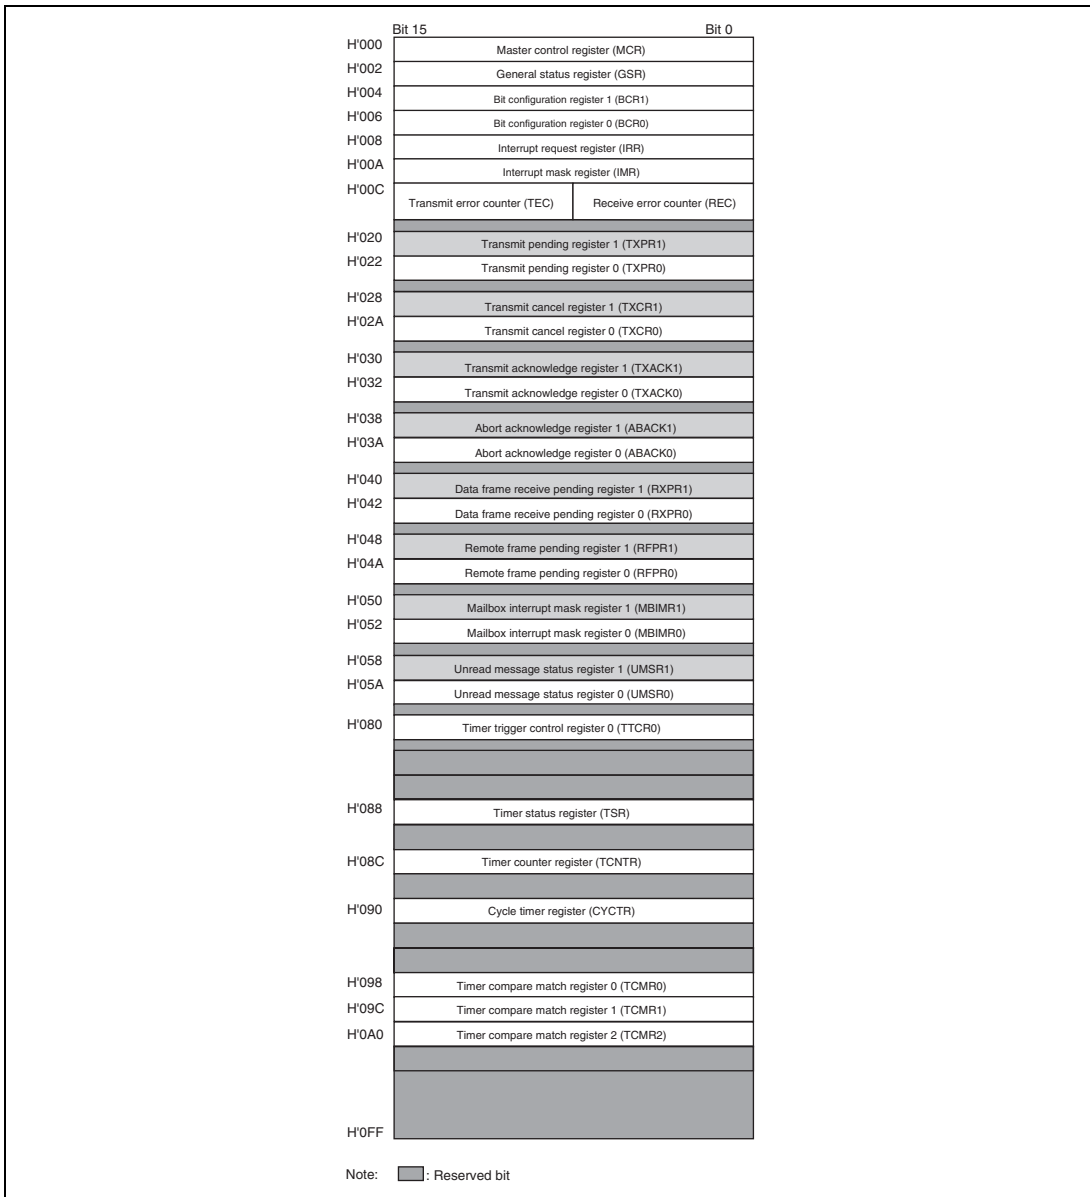 Bit 15 Bit 0
H'000 Master control register (MCR)
H'002 General status register (GSR)
H'004 Bit configuration register 1 (BCR1)
H'006 Bit configuration register 0 (BCR0)
H'008 Interrupt request register (IRR)
H'00A Interrupt mask register (IMR)
H'00C Transmit error counter (TEC) Receive error counter (REC)
H'020 Transmit pending register 1 (TXPR1)
H'022 Transmit pending register 0 (TXPR0)
H'028 Transmit cancel register 1 (TXCR1)
H'02A Transmit cancel register 0 (TXCR0)
H'030 Transmit acknowledge register 1 (TXACK1)
H'032 Transmit acknowledge register 0 (TXACK0)
H'038 Abort acknowledge register 1 (ABACK1)
H'03A Abort acknowledge register 0 (ABACK0)
H'040 Data frame receive pending register 1 (RXPR1)
H'042 Data frame receive pending register 0 (RXPR0)
H'048 Remote frame pending register 1 (RFPR1)
H'04A Remote frame pending register 0 (RFPR0)
H'050 Mailbox interrupt mask register 1 (MBIMR1)
H'052 Mailbox interrupt mask register 0 (MBIMR0)
H'058 Unread message status register 1 (UMSR1)
H'05A Unread message status register 0 (UMSR0)
H'080 Timer trigger control register 0 (TTCR0)
H'088 Timer status register (TSR)
H'08C Timer counter register (TCNTR)
H'090 Cycle timer register (CYCTR)
H'098 Timer compare match register 0 (TCMR0)
H'09C Timer compare match register 1 (TCMR1)
H'0A0 Timer compare match register 2 (TCMR2)
H'0FF
Note: : Reserved bit